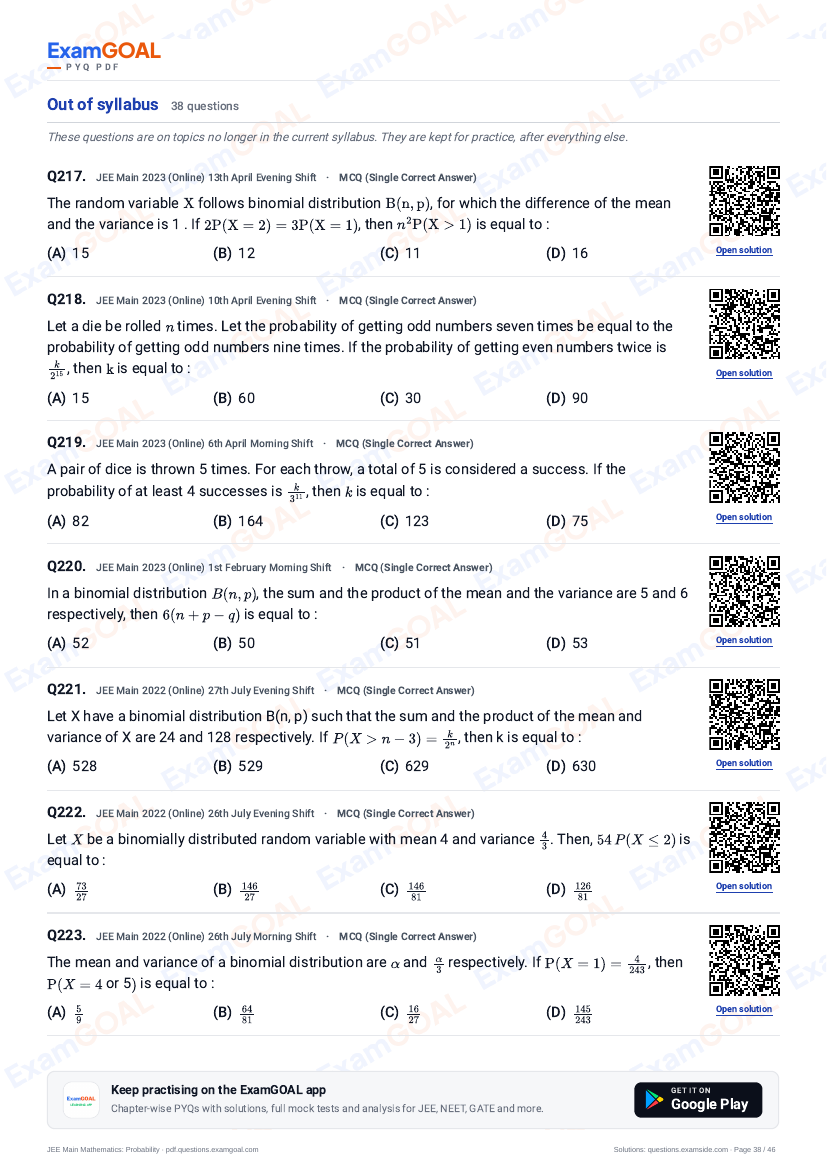 ExamGOAL
PYQ PDF
Out of syllabus 38 questions
These questions are on topics no longer in the current syllabus. They are kept for practice, after everything else.
Q217. JEE Main 2023 (Online) 13th April Evening Shift · MCQ (Single Correct Answer)
The random variable X follows binomial distribution B(n, p), for which the difference of the mean
and the variance is 1 . If 2P(X = 2) = 3P(X = 1), then n²P(X > 1) is equal to :
(A) 15 (B) 12 (C) 11 (D) 16
Open solution
Q218. JEE Main 2023 (Online) 10th April Evening Shift · MCQ (Single Correct Answer)
Let a die be rolled n times. Let the probability of getting odd numbers seven times be equal to the
probability of getting odd numbers nine times. If the probability of getting even numbers twice is
k/2¹⁵, then k is equal to :
(A) 15 (B) 60 (C) 30 (D) 90
Open solution
Q219. JEE Main 2023 (Online) 6th April Morning Shift · MCQ (Single Correct Answer)
A pair of dice is thrown 5 times. For each throw, a total of 5 is considered a success. If the
probability of at least 4 successes is k/3¹¹, then k is equal to :
(A) 82 (B) 164 (C) 123 (D) 75
Open solution
Q220. JEE Main 2023 (Online) 1st February Morning Shift · MCQ (Single Correct Answer)
In a binomial distribution B(n, p), the sum and the product of the mean and the variance are 5 and 6
respectively, then 6(n + p − q) is equal to :
(A) 52 (B) 50 (C) 51 (D) 53
Open solution
Q221. JEE Main 2022 (Online) 27th July Evening Shift · MCQ (Single Correct Answer)
Let X have a binomial distribution B(n, p) such that the sum and the product of the mean and
variance of X are 24 and 128 respectively. If P(X > n − 3) = k/2ⁿ, then k is equal to :
(A) 528 (B) 529 (C) 629 (D) 630
Open solution
Q222. JEE Main 2022 (Online) 26th July Evening Shift · MCQ (Single Correct Answer)
Let X be a binomially distributed random variable with mean 4 and variance 4/3. Then, 54 P(X ≤ 2) is
equal to :
(A) 73/27 (B) 146/27 (C) 146/81 (D) 126/81
Open solution
Q223. JEE Main 2022 (Online) 26th July Morning Shift · MCQ (Single Correct Answer)
The mean and variance of a binomial distribution are α and α/3 respectively. If P(X = 1) = 4/243, then
P(X = 4 or 5) is equal to :
(A) 5/9 (B) 64/81 (C) 16/27 (D) 145/243
Open solution
Keep practising on the ExamGOAL app
Chapter-wise PYQs with solutions, full mock tests and analysis for JEE, NEET, GATE and more.
ExamGOAL
GET IT ON
Google Play
JEE Main Mathematics: Probability · pdf.questions.examgoal.com Solutions: questions.examside.com · Page 38 / 46